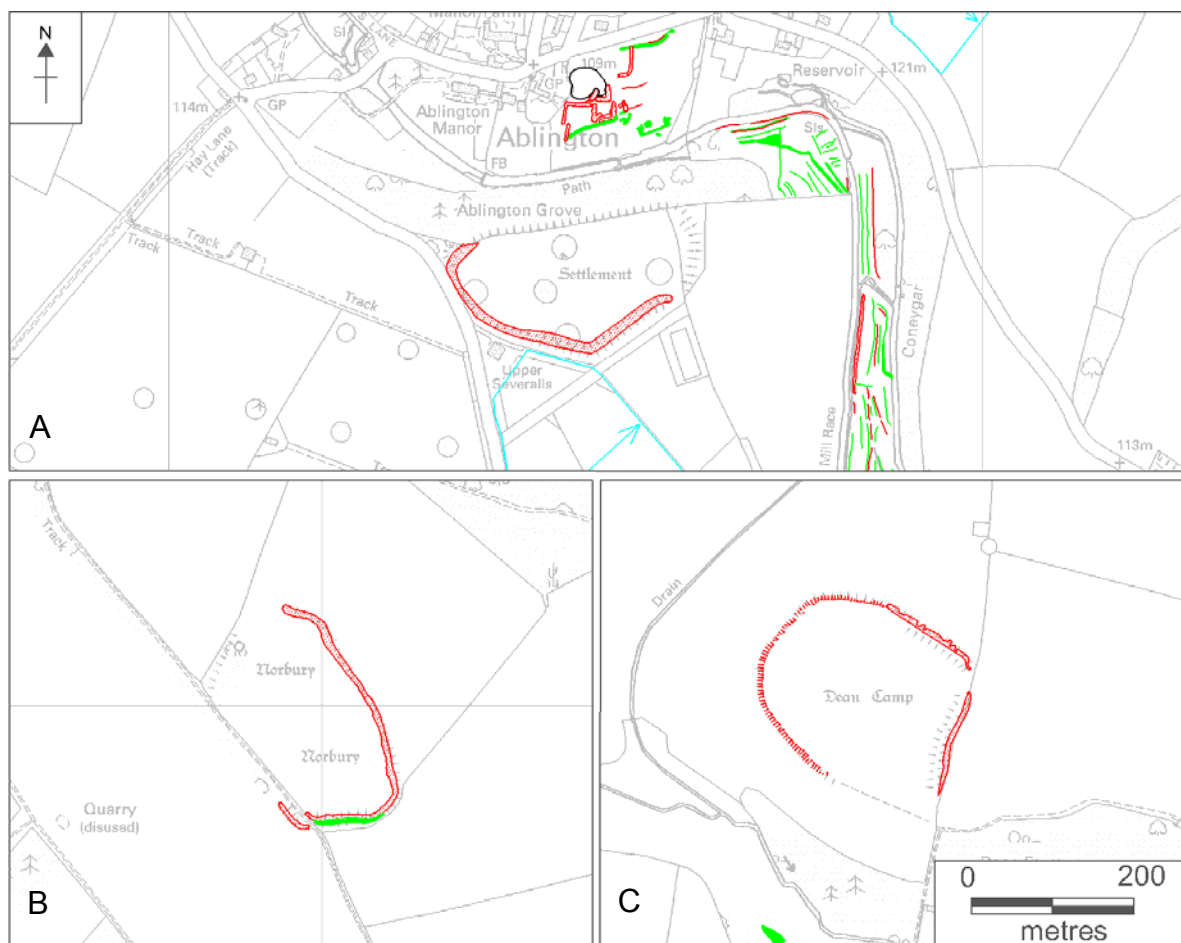 N
Manor Farm
LANE
109m
GP
Reservoir
121m
114m
GP
Ablington
Manor
Ablington
Sls
Hay Lane
(Track)
FB
Path
Ablington Grove
Track
Track
Settlement
Track
Coneygar
Upper
Severalls
Mill Race
113m
A
Track
Norbury
Norbury
Quarry
(disused)
B
Drain
Dean Camp
C
0 200
metres